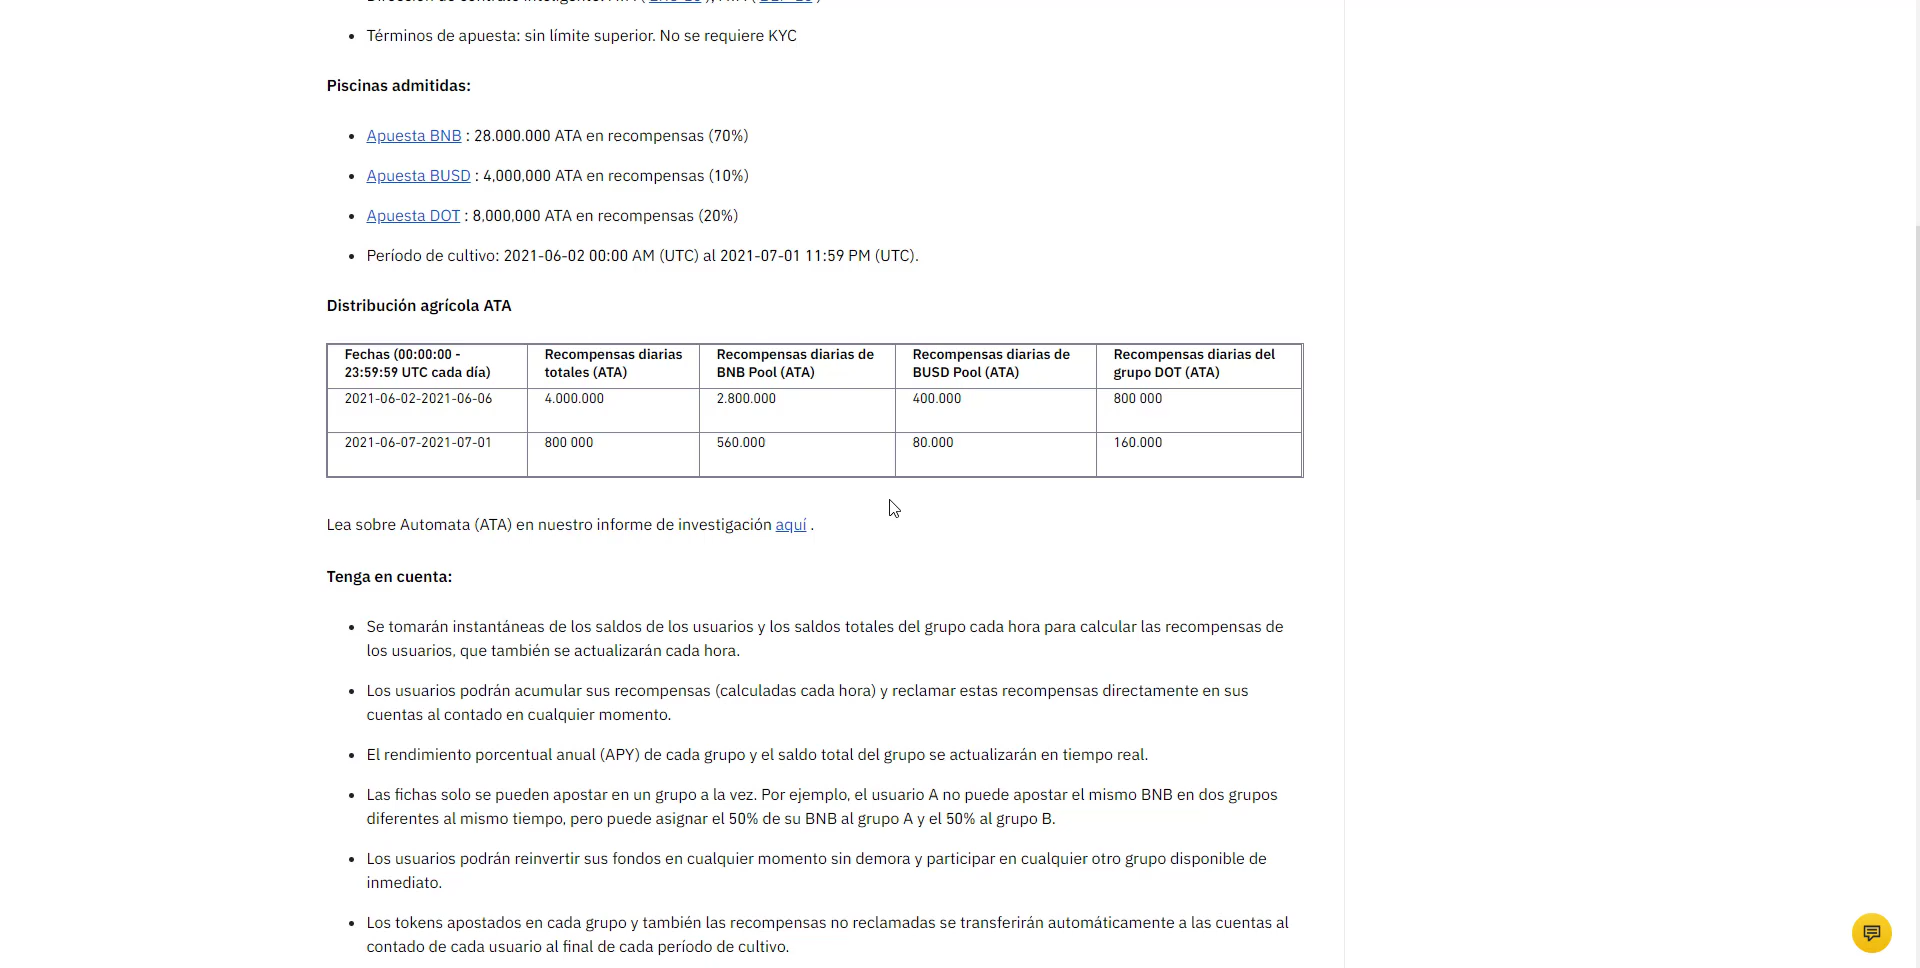 Términos de apuesta: sin límite superior. No se requiere KYC
Piscinas admitidas:
Apuesta BNB : 28.000.000 ATA en recompensas (70%)
Apuesta BUSD : 4,000,000 ATA en recompensas (10%)
Apuesta DOT : 8,000,000 ATA en recompensas (20%)
Período de cultivo: 2021-06-02 00:00 AM (UTC) al 2021-07-01 11:59 PM (UTC).
Distribución agrícola ATA
Fechas (00:00:00 - 23:59:59 UTC cada día) Recompensas diarias totales (ATA) Recompensas diarias de BNB Pool (ATA) Recompensas diarias de BUSD Pool (ATA) Recompensas diarias del grupo DOT (ATA)
2021-06-02-2021-06-06 4.000.000 2.800.000 400.000 800 000
2021-06-07-2021-07-01 800 000 560.000 80.000 160.000
Lea sobre Automata (ATA) en nuestro informe de investigación aquí .
Tenga en cuenta:
Se tomarán instantáneas de los saldos de los usuarios y los saldos totales del grupo cada hora para calcular las recompensas de
los usuarios, que también se actualizarán cada hora.
Los usuarios podrán acumular sus recompensas (calculadas cada hora) y reclamar estas recompensas directamente en sus
cuentas al contado en cualquier momento.
El rendimiento porcentual anual (APY) de cada grupo y el saldo total del grupo se actualizarán en tiempo real.
Las fichas solo se pueden apostar en un grupo a la vez. Por ejemplo, el usuario A no puede apostar el mismo BNB en dos grupos
diferentes al mismo tiempo, pero puede asignar el 50% de su BNB al grupo A y el 50% al grupo B.
Los usuarios podrán reinvertir sus fondos en cualquier momento sin demora y participar en cualquier otro grupo disponible de
inmediato.
Los tokens apostados en cada grupo y también las recompensas no reclamadas se transferirán automáticamente a las cuentas al
contado de cada usuario al final de cada período de cultivo.